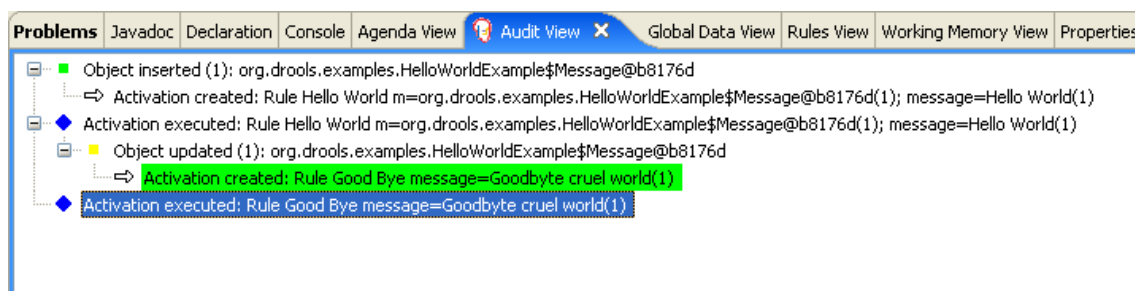 Problems Javadoc Declaration Console Agenda View Audit View Global Data View Rules View Working Memory View Properties
Object inserted (1): org.drools.examples.HelloWorldExample$Message@b8176d
Activation created: Rule Hello World m=org.drools.examples.HelloWorldExample$Message@b8176d(1); message=Hello World(1)
Activation executed: Rule Hello World m=org.drools.examples.HelloWorldExample$Message@b8176d(1); message=Hello World(1)
Object updated (1): org.drools.examples.HelloWorldExample$Message@b8176d
Activation created: Rule Good Bye message=Goodbyte cruel world(1)
Activation executed: Rule Good Bye message=Goodbyte cruel world(1)